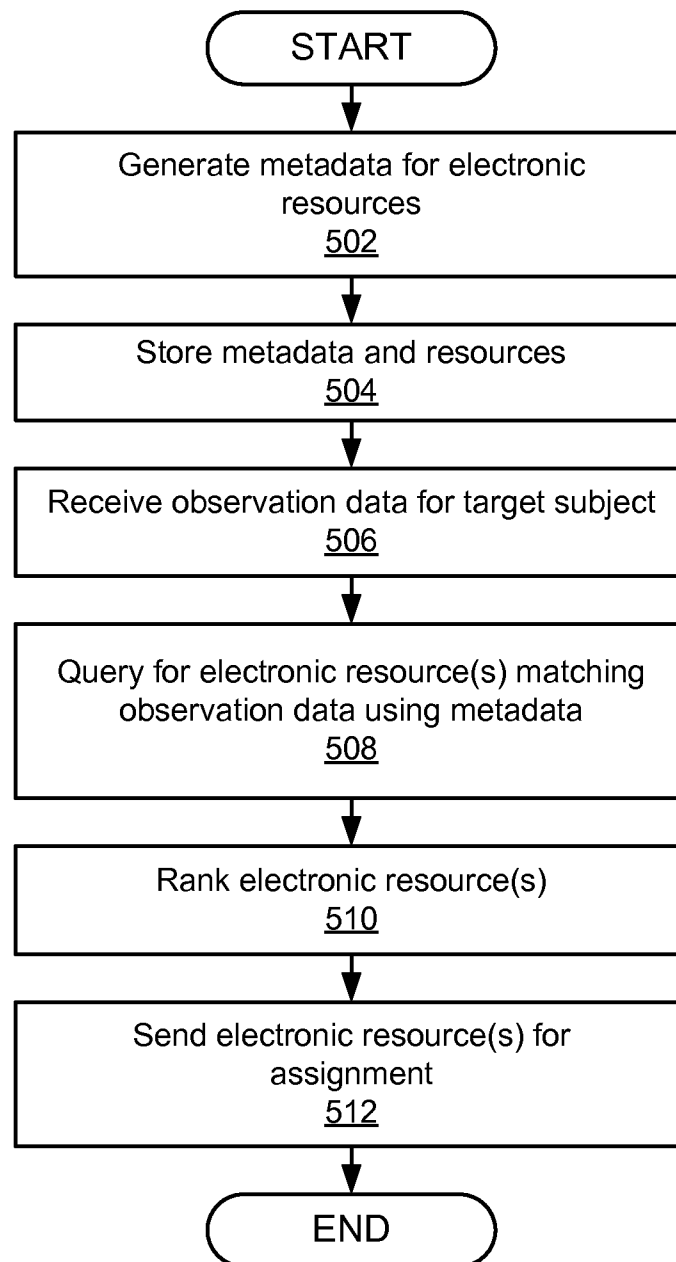 START
Generate metadata for electronic
resources
502
Store metadata and resources
504
Receive observation data for target subject
506
Query for electronic resource(s) matching
observation data using metadata
508
Rank electronic resource(s)
510
Send electronic resource(s) for
assignment
512
END